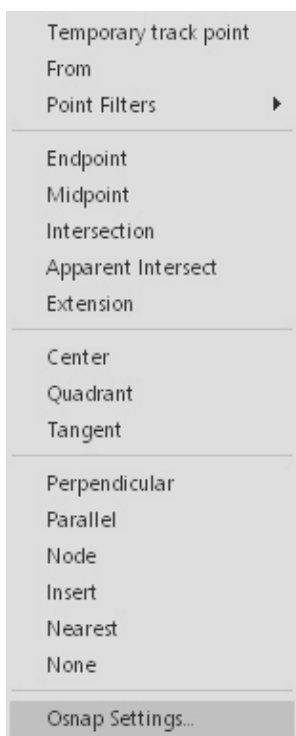 Temporary track point
From
Point Filters
Endpoint
Midpoint
Intersection
Apparent Intersect
Extension
Center
Quadrant
Tangent
Perpendicular
Parallel
Node
Insert
Nearest
None
Osnap Settings...